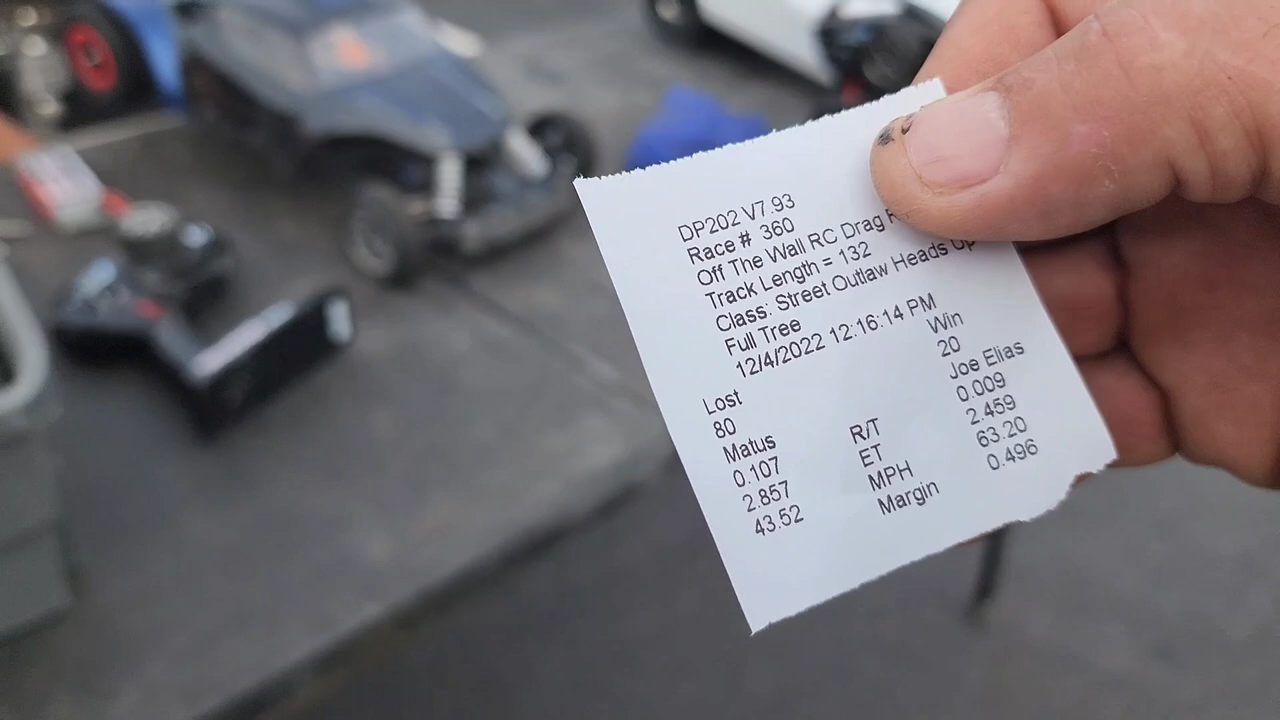 DP202 V7.93
Race # 360
Off The Wall RC Drag
Track Length = 132
Class: Street Outlaw Heads Up
Full Tree
12/4/2022 12:16:14 PM
Lost Win
80 20
Matus Joe Elias
0.107 R/T 0.009
2.857 ET 2.459
43.52 MPH 63.20
Margin 0.496